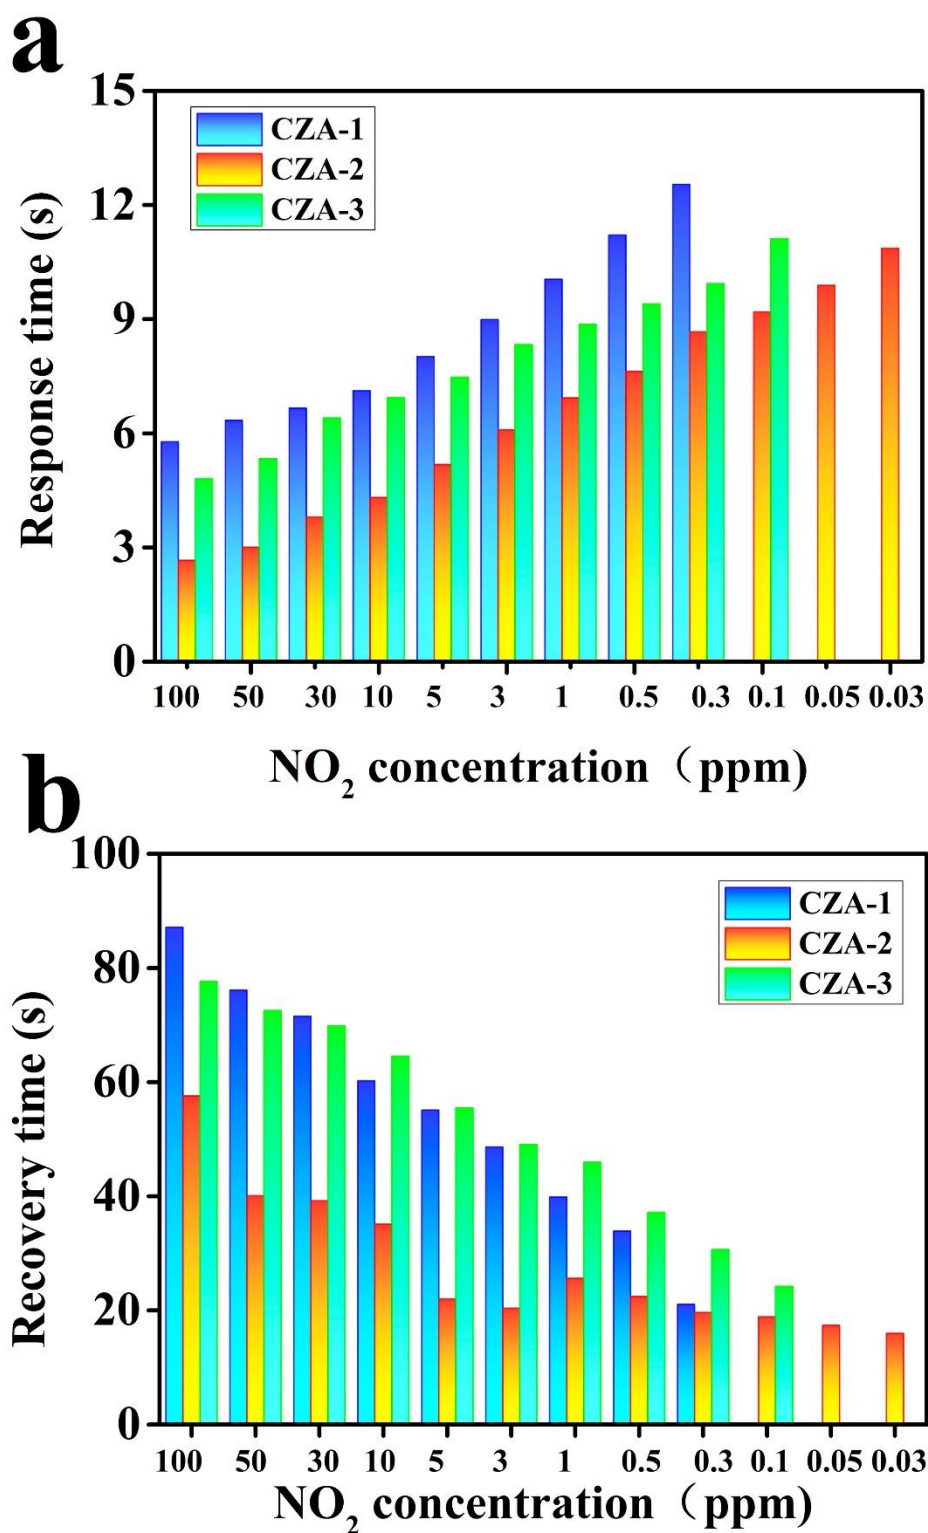 a
15
12
9
6
3
0
Response time (s)
CZA-1
CZA-2
CZA-3
100 50 30 10 5 3 1 0.5 0.3 0.1 0.05 0.03
NO₂ concentration（ppm)
b
100
80
60
40
20
0
Recovery time (s)
CZA-1
CZA-2
CZA-3
100 50 30 10 5 3 1 0.5 0.3 0.1 0.05 0.03
NO₂ concentration（ppm)